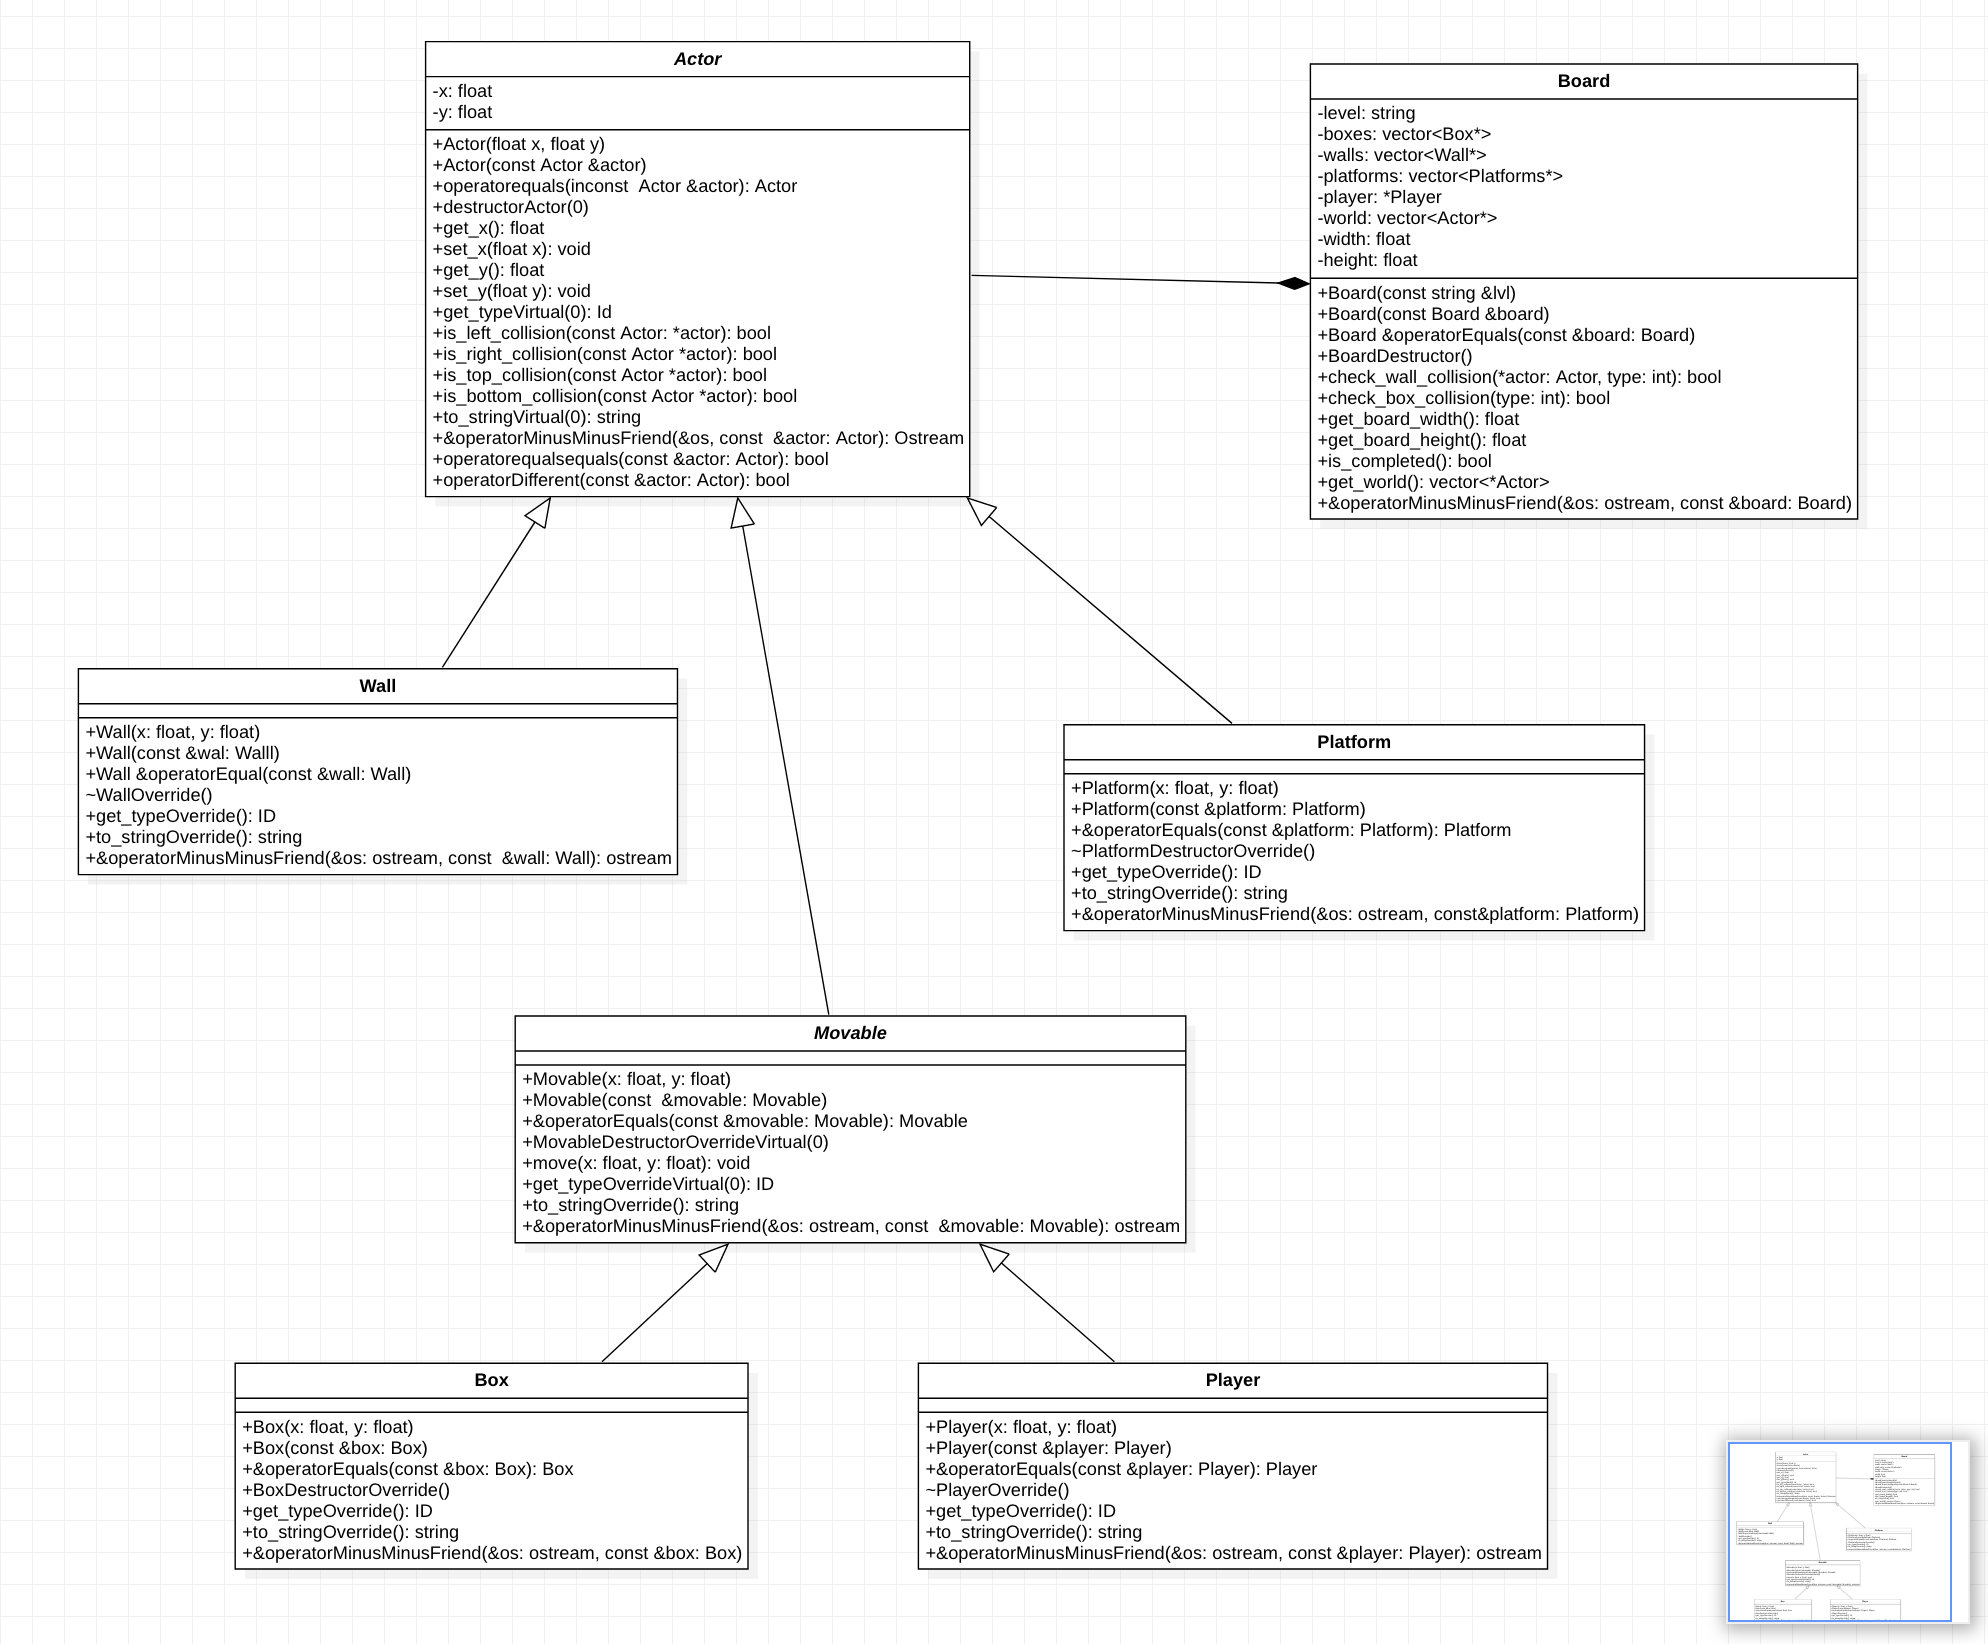 Actor
-x: float
-y: float
+Actor(float x, float y)
+Actor(const Actor &actor)
+operatorequals(inconst  Actor &actor): Actor
+destructorActor(0)
+get_x(): float
+set_x(float x): void
+get_y(): float
+set_y(float y): void
+get_typeVirtual(0): Id
+is_left_collision(const Actor: *actor): bool
+is_right_collision(const Actor *actor): bool
+is_top_collision(const Actor *actor): bool
+is_bottom_collision(const Actor *actor): bool
+to_stringVirtual(0): string
+&operatorMinusMinusFriend(&os, const  &actor: Actor): Ostream
+operatorequalsequals(const &actor: Actor): bool
+operatorDifferent(const &actor: Actor): bool
Board
-level: string
-boxes: vector<Box*>
-walls: vector<Wall*>
-platforms: vector<Platforms*>
-player: *Player
-world: vector<Actor*>
-width: float
-height: float
+Board(const string &lvl)
+Board(const Board &board)
+Board &operatorEquals(const &board: Board)
+BoardDestructor()
+check_wall_collision(*actor: Actor, type: int): bool
+check_box_collision(type: int): bool
+get_board_width(): float
+get_board_height(): float
+is_completed(): bool
+get_world(): vector<*Actor>
+&operatorMinusMinusFriend(&os: ostream, const &board: Board)
Wall
+Wall(x: float, y: float)
+Wall(const &wal: Walll)
+Wall &operatorEqual(const &wall: Wall)
~WallOverride()
+get_typeOverride(): ID
+to_stringOverride(): string
+&operatorMinusMinusFriend(&os: ostream, const  &wall: Wall): ostream
Platform
+Platform(x: float, y: float)
+Platform(const &platform: Platform)
+&operatorEquals(const &platform: Platform): Platform
~PlatformDestructorOverride()
+get_typeOverride(): ID
+to_stringOverride(): string
+&operatorMinusMinusFriend(&os: ostream, const&platform: Platform)
Movable
+Movable(x: float, y: float)
+Movable(const  &movable: Movable)
+&operatorEquals(const &movable: Movable): Movable
+MovableDestructorOverrideVirtual(0)
+move(x: float, y: float): void
+get_typeOverrideVirtual(0): ID
+to_stringOverride(): string
+&operatorMinusMinusFriend(&os: ostream, const  &movable: Movable): ostream
Box
+Box(x: float, y: float)
+Box(const &box: Box)
+&operatorEquals(const &box: Box): Box
+BoxDestructorOverride()
+get_typeOverride(): ID
+to_stringOverride(): string
+&operatorMinusMinusFriend(&os: ostream, const &box: Box)
Player
+Player(x: float, y: float)
+Player(const &player: Player)
+&operatorEquals(const &player: Player): Player
~PlayerOverride()
+get_typeOverride(): ID
+to_stringOverride(): string
+&operatorMinusMinusFriend(&os: ostream, const &player: Player): ostream